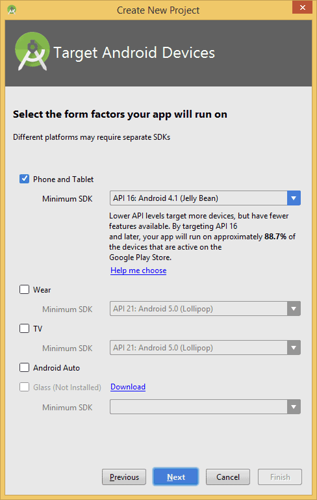 Create New Project
Target Android Devices
Select the form factors your app will run on
Different platforms may require separate SDKs
Phone and Tablet
Minimum SDK
API 16: Android 4.1 (Jelly Bean)
Lower API levels target more devices, but have fewer
features available. By targeting API 16
and later, your app will run on approximately 88.7% of
the devices that are active on the
Google Play Store.
Help me choose
Wear
Minimum SDK
API 21: Android 5.0 (Lollipop)
TV
Minimum SDK
API 21: Android 5.0 (Lollipop)
Android Auto
Glass (Not Installed) Download
Minimum SDK
Previous Next Cancel Finish